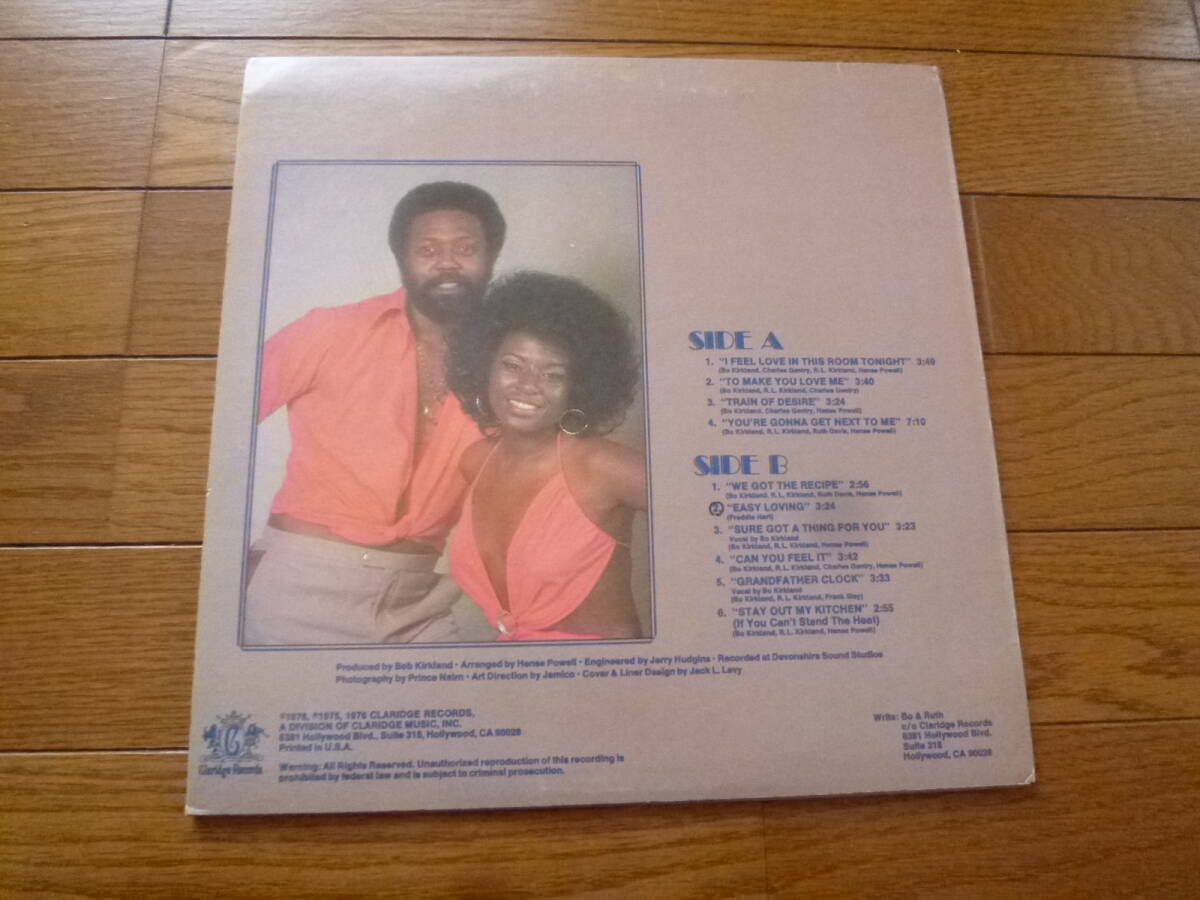 SIDE A
1. "I FEEL LOVE IN THIS ROOM TONIGHT" 3:49
(Bo Kirkland, Charles Gentry, R.L. Kirkland, Hense Powell)
2. "TO MAKE YOU LOVE ME" 3:40
(Bo Kirkland, R.L. Kirkland, Charles Gentry)
3. "TRAIN OF DESIRE" 3:24
(Bo Kirkland, Charles Gentry, Hense Powell)
4. "YOU'RE GONNA GET NEXT TO ME" 7:10
(Bo Kirkland, R.L. Kirkland, Ruth Davis, Hense Powell)
SIDE B
1. "WE GOT THE RECIPE" 2:56
(Bo Kirkland, R.L. Kirkland, Ruth Davis, Hense Powell)
2. "EASY LOVING" 3:24
(Freddie Hart)
3. "SURE GOT A THING FOR YOU" 3:23
Vocal by Bo Kirkland
(Bo Kirkland, R.L. Kirkland, Hense Powell)
4. "CAN YOU FEEL IT" 3:42
(Bo Kirkland, R.L. Kirkland, Charles Gentry, Hense Powell)
5. "GRANDFATHER CLOCK" 3:33
Vocal by Bo Kirkland
(Bo Kirkland, R.L. Kirkland, Frank Slay)
6. "STAY OUT MY KITCHEN" 2:55
(If You Can't Stand The Heat)
(Bo Kirkland, R.L. Kirkland, Hense Powell)
Produced by Bob Kirkland · Arranged by Hense Powell · Engineered by Jerry Hudgins · Recorded at Devonshire Sound Studios
Photography by Prince Nairn · Art Direction by Jamico · Cover & Liner Design by Jack L. Levy
1975, 1976 CLARIDGE RECORDS,
A DIVISION OF CLARIDGE MUSIC, INC.
6381 Hollywood Blvd., Suite 318, Hollywood, CA 90028
Printed in U.S.A.
Warning: All Rights Reserved. Unauthorized reproduction of this recording is
prohibited by federal law and is subject to criminal prosecution.
C
Claridge Records
Write: Bo & Ruth
c/o Claridge Records
6381 Hollywood Blvd.
Suite 318
Hollywood, CA 90028